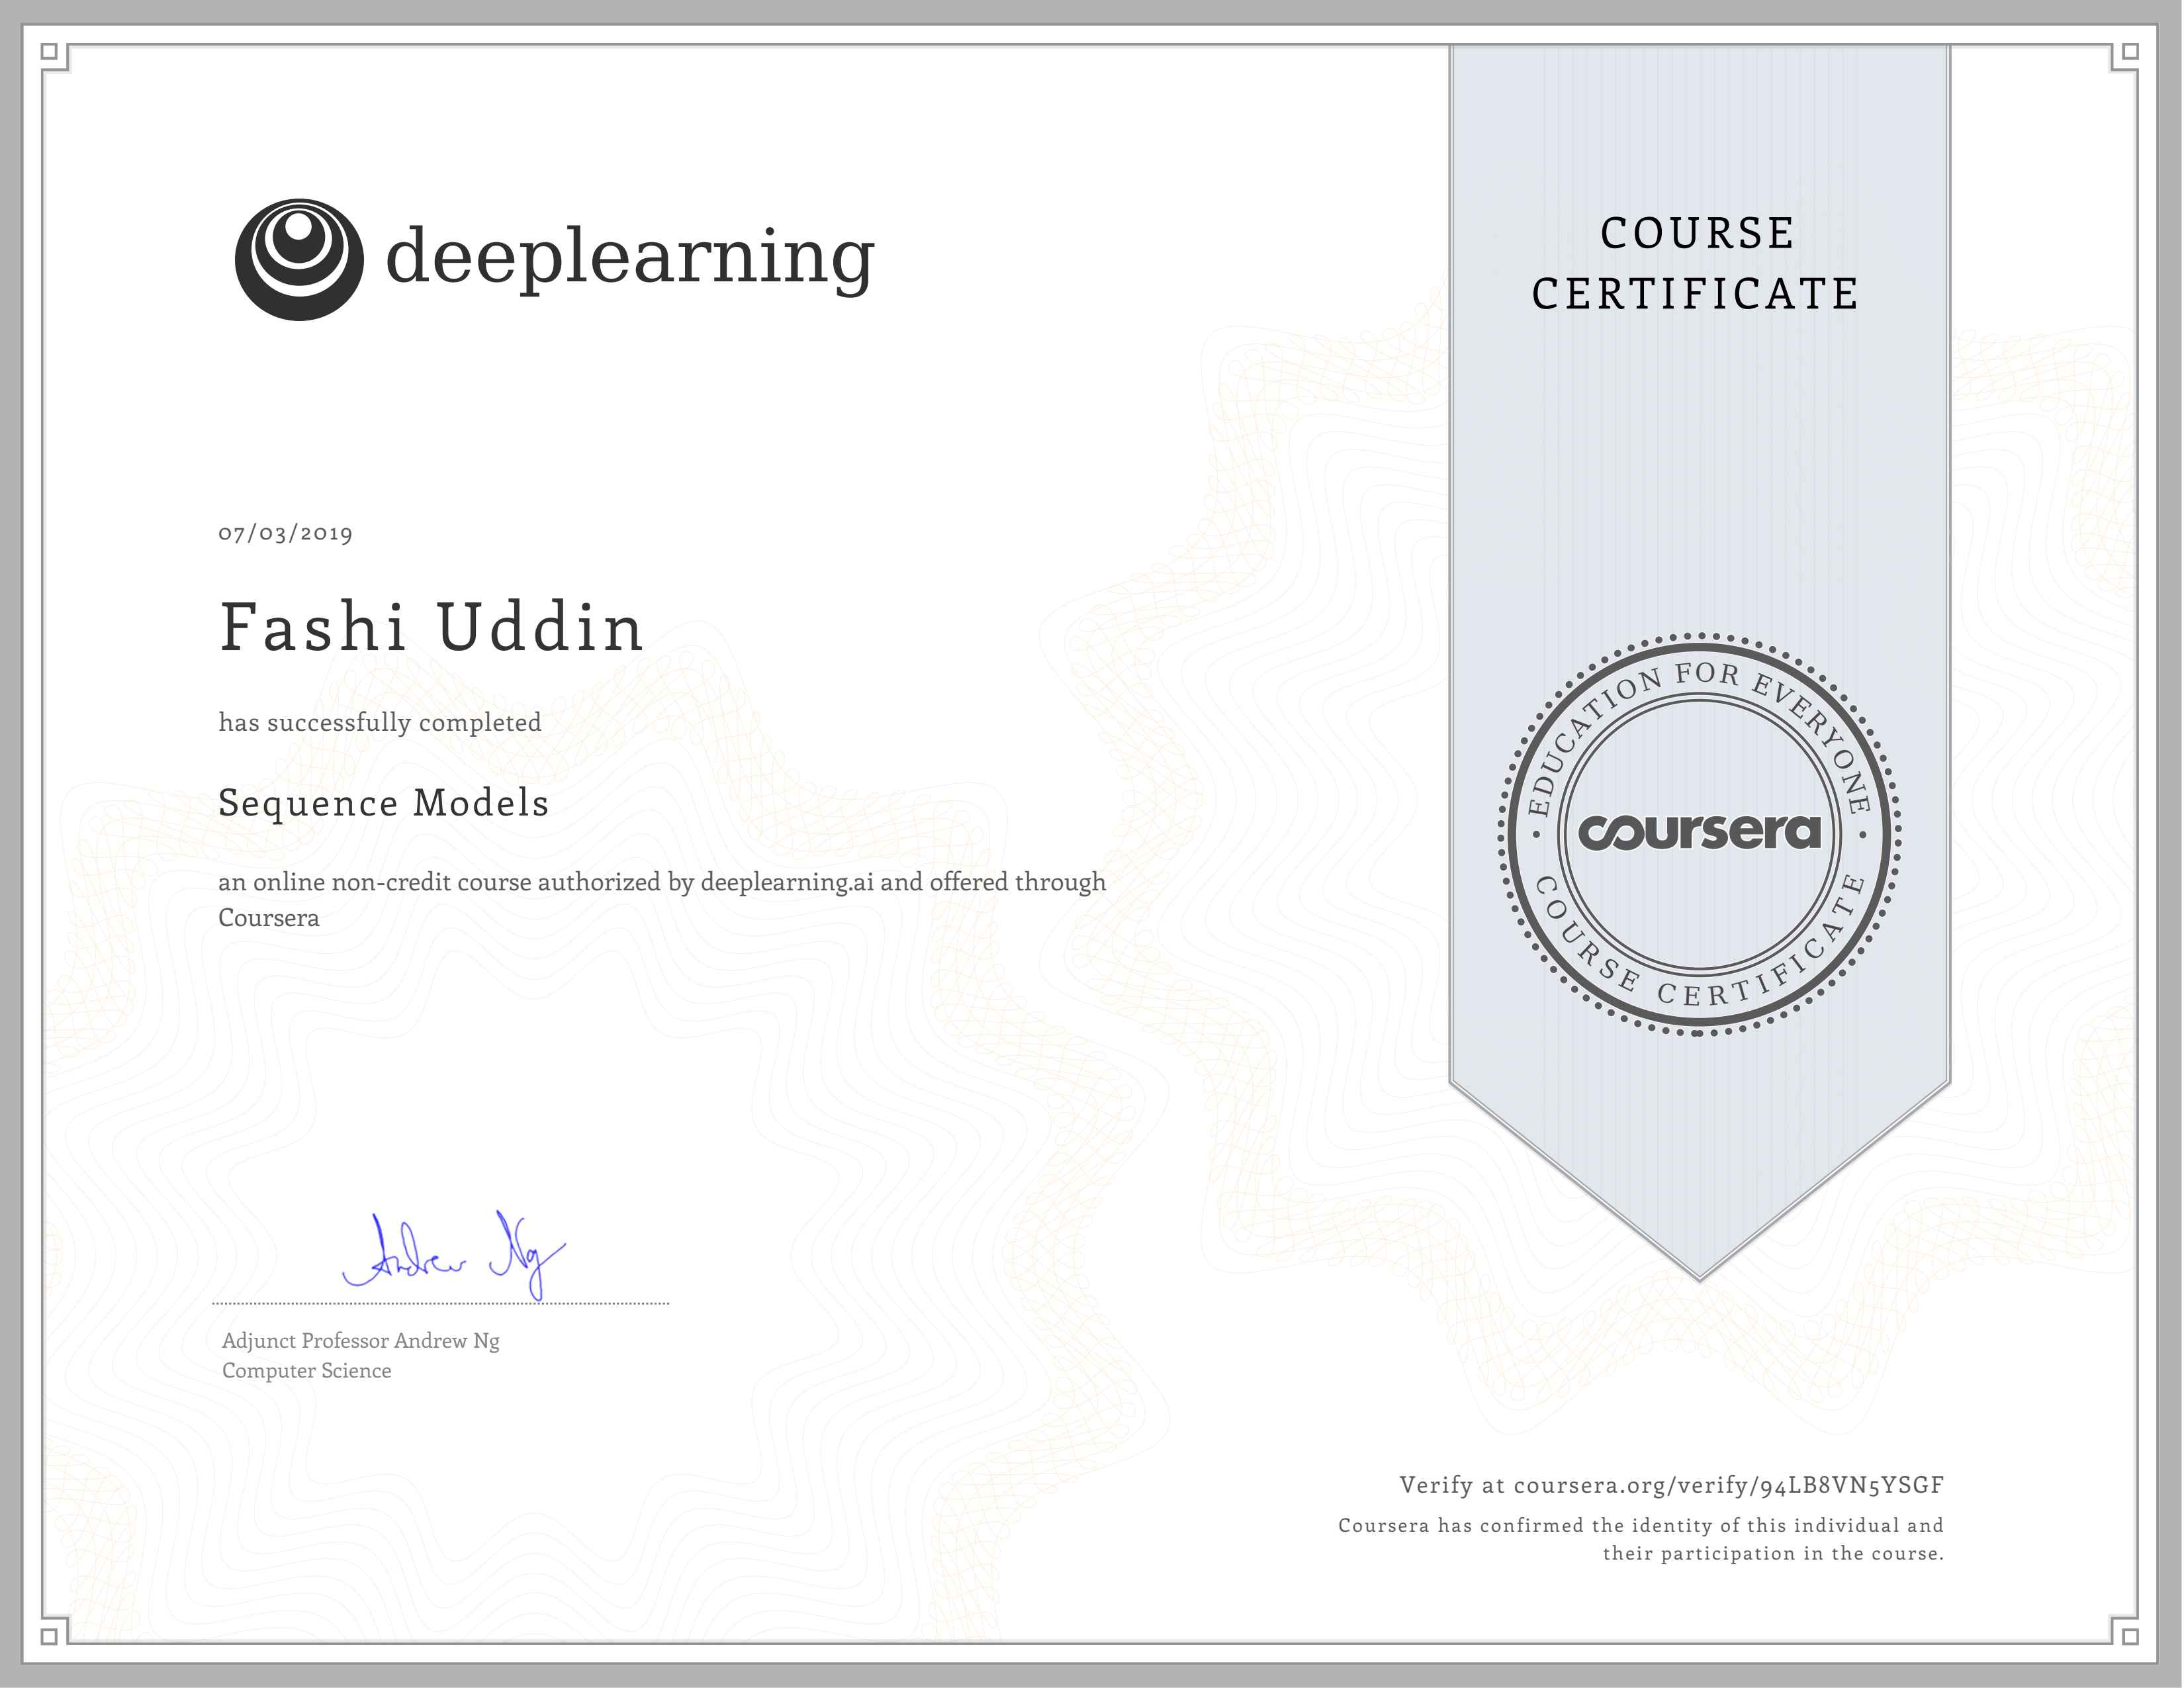 deeplearning
COURSE
CERTIFICATE
07/03/2019
Fashi Uddin
has successfully completed
Sequence Models
an online non-credit course authorized by deeplearning.ai and offered through
Coursera
EDUCATION FOR EVERYONE
coursera
COURSE CERTIFICATE
Andrew Ng
Adjunct Professor Andrew Ng
Computer Science
Verify at coursera.org/verify/94LB8VN5YSGF
Coursera has confirmed the identity of this individual and
their participation in the course.